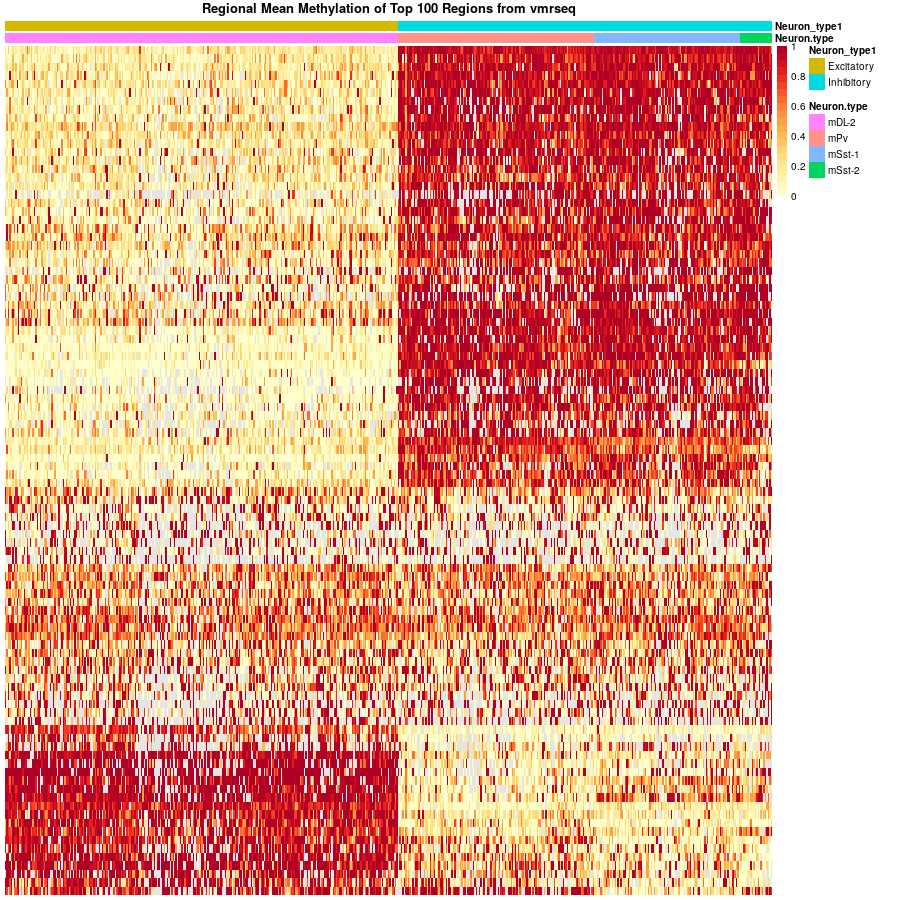 Regional Mean Methylation of Top 100 Regions from vmrseq
Neuron_type1
Neuron.type
1
0.8
0.6
0.4
0.2
0
Neuron_type1
Excitatory
Inhibitory
Neuron.type
mDL-2
mPv
mSst-1
mSst-2